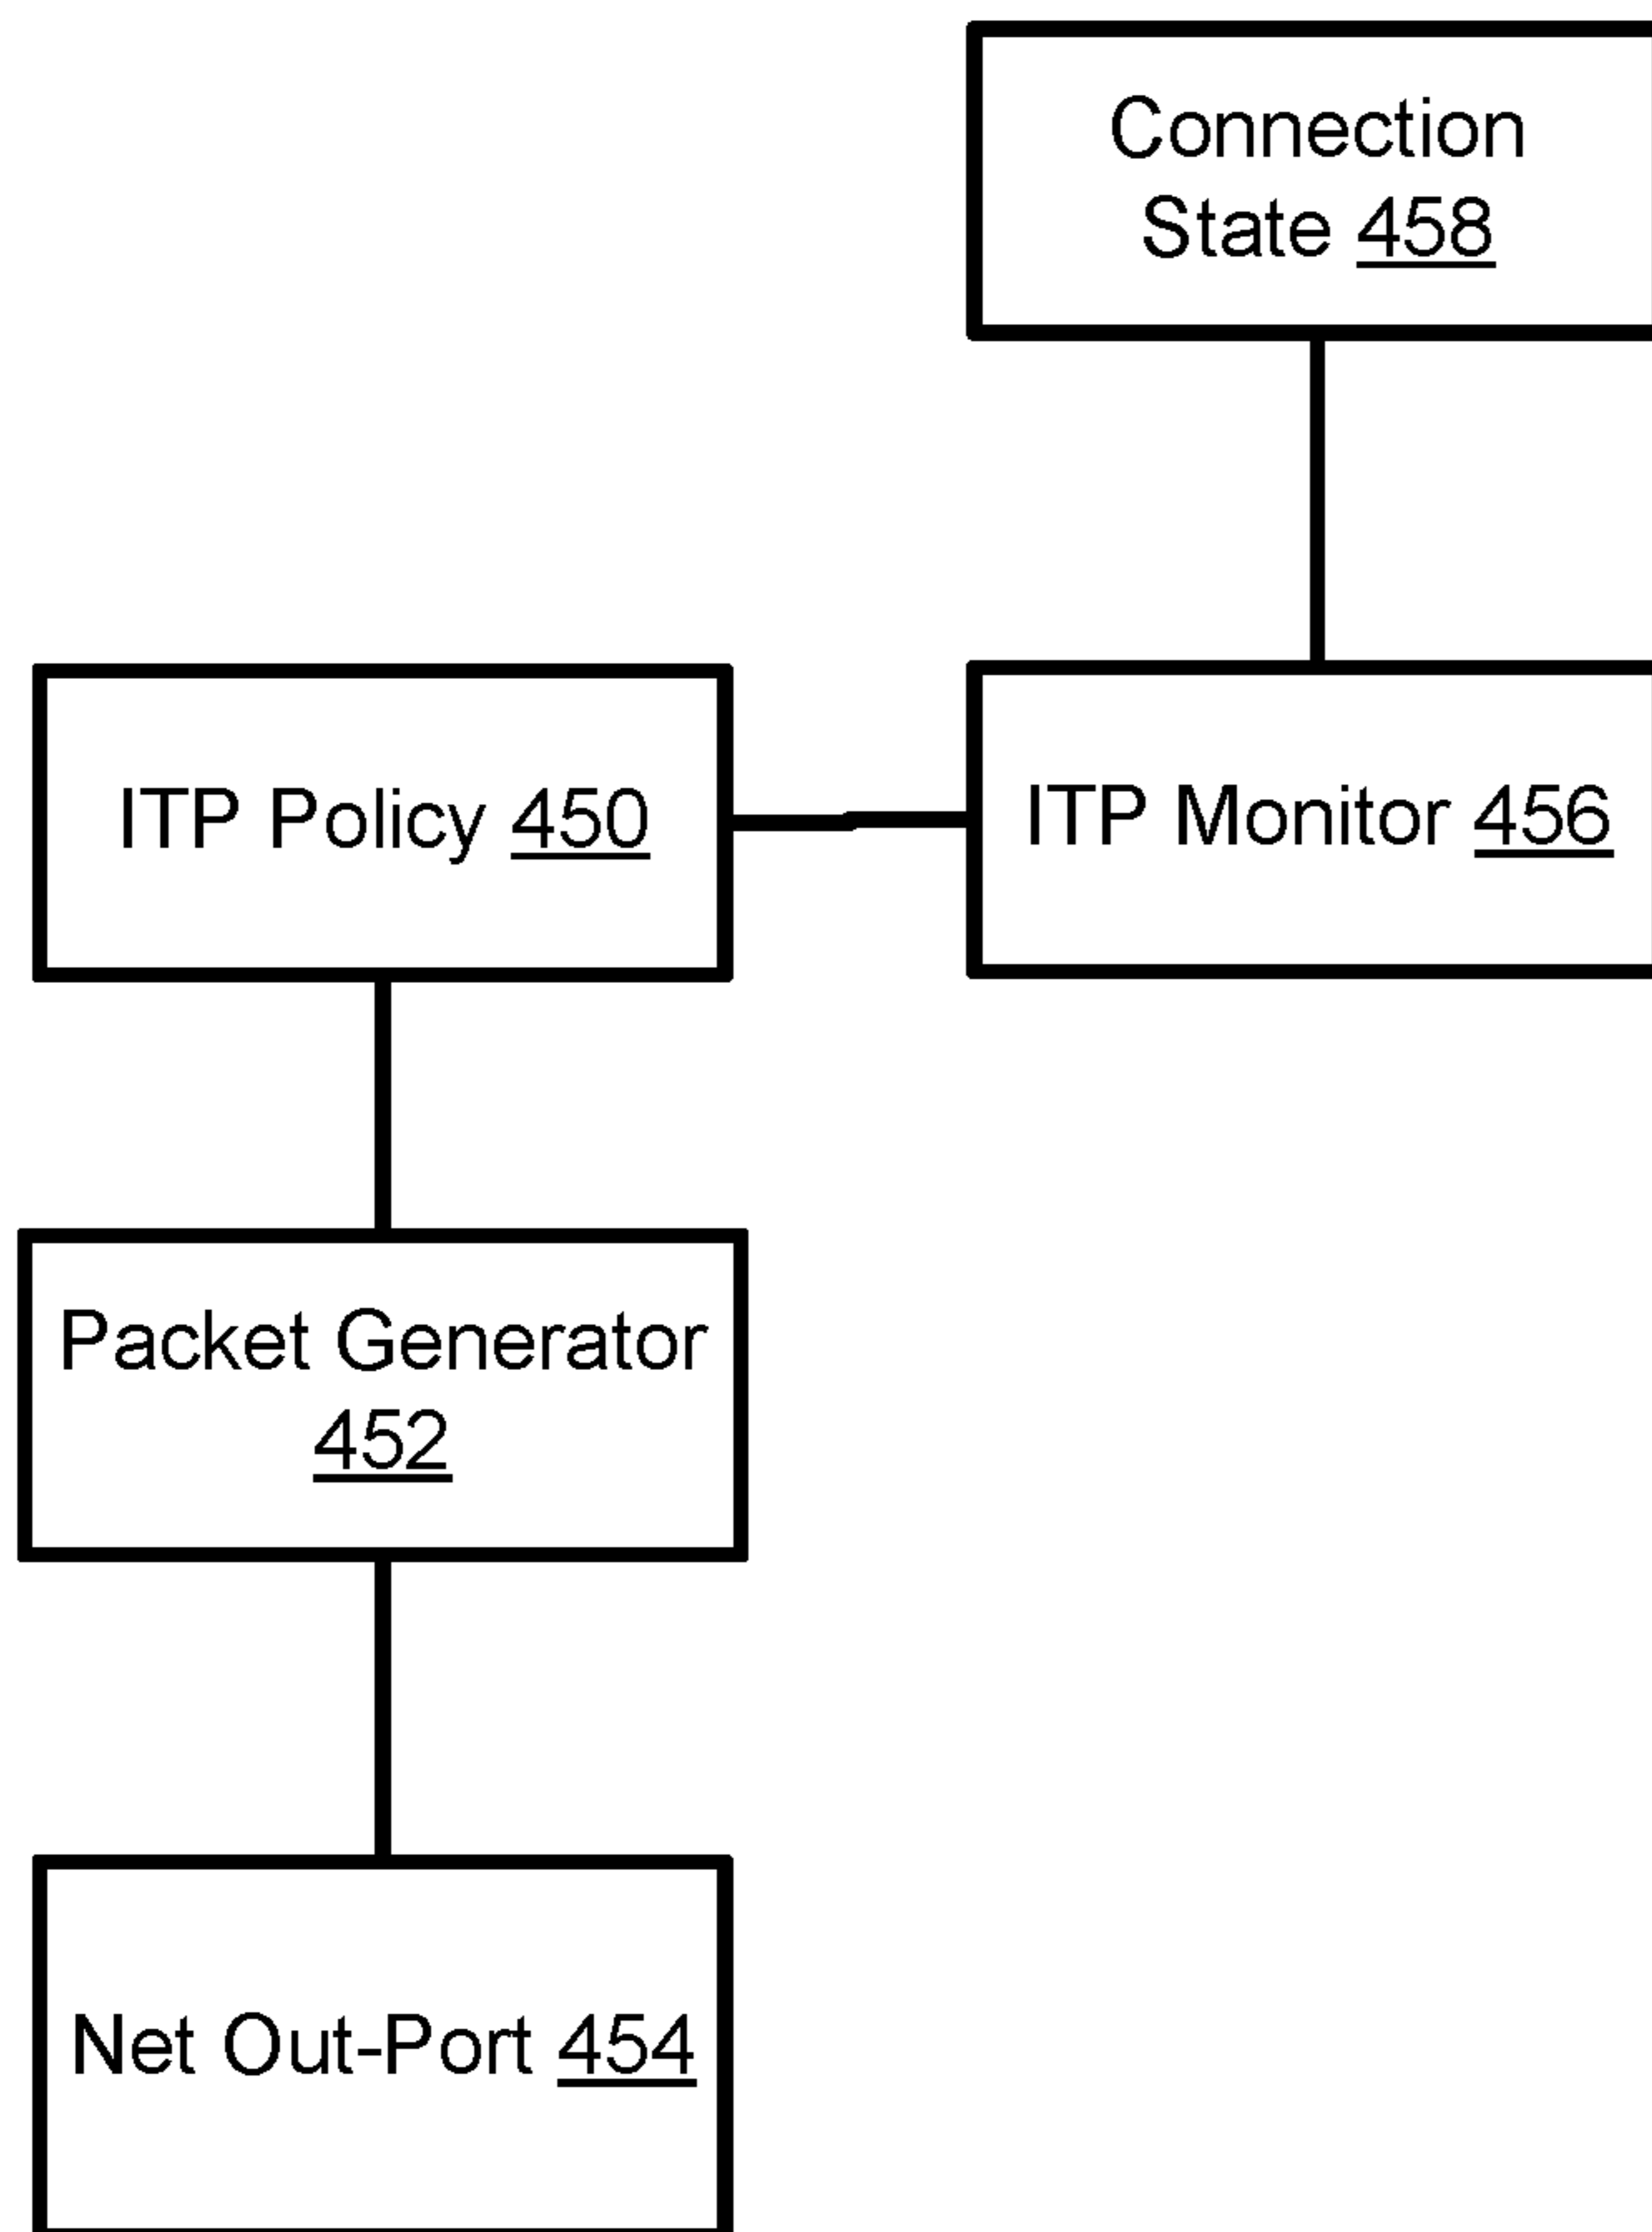 Connection
State 458
ITP Policy 450
ITP Monitor 456
Packet Generator
452
Net Out-Port 454